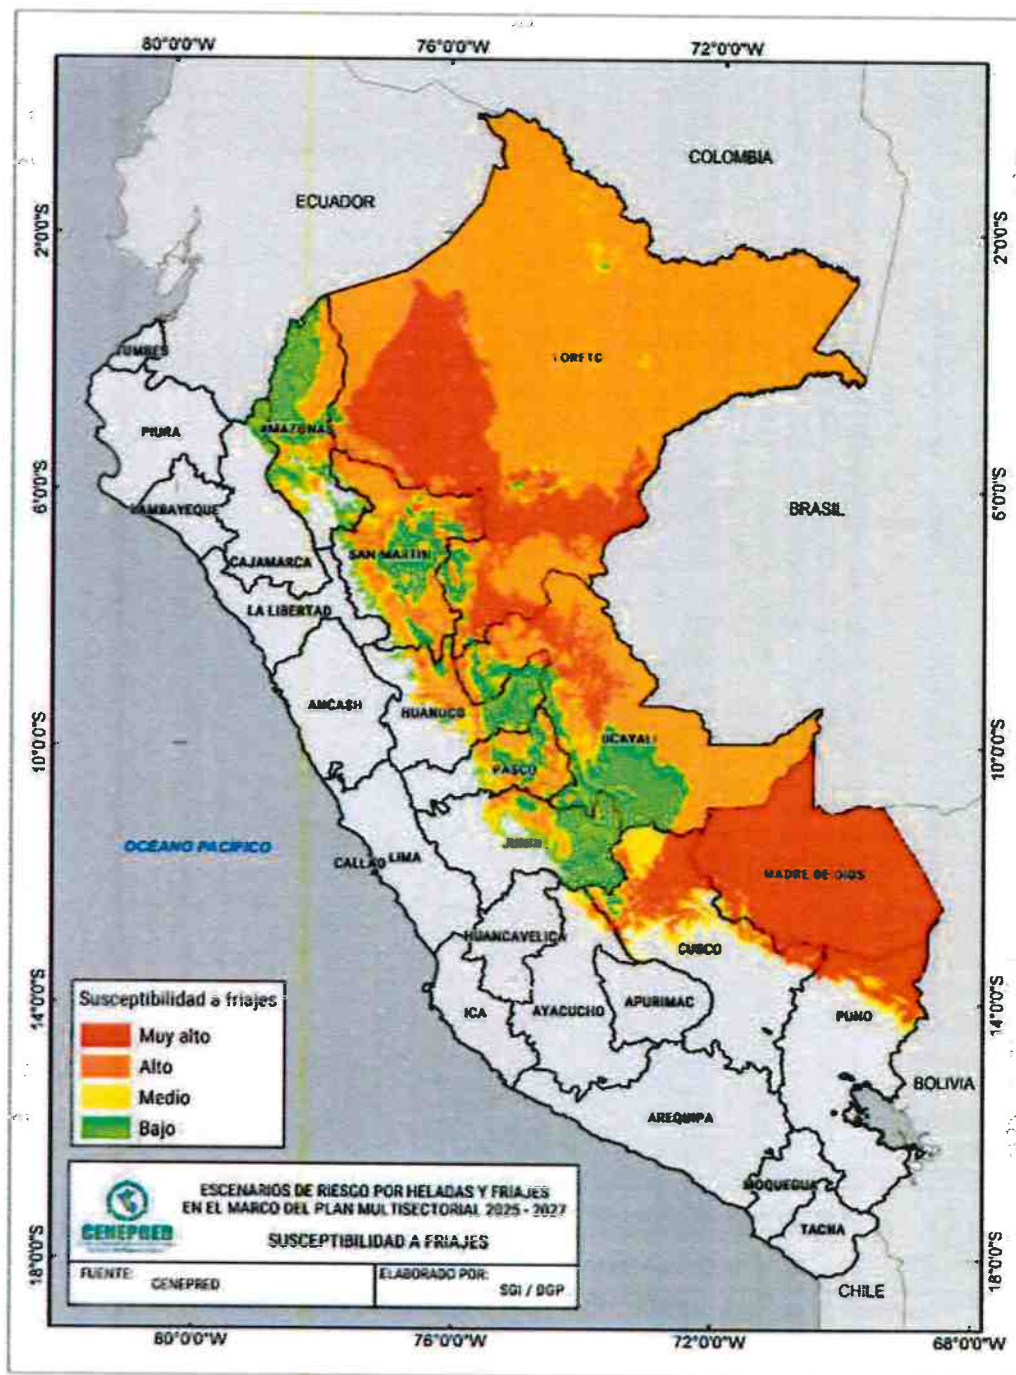 80°0'0"W 76°0'0"W 72°0'0"W
COLOMBIA
ECUADOR
2°0'0"S 2°0'0"S
TUMBES
LORETO
AMAZONAS
PIURA
6°0'0"S 6°0'0"S
LAMBAYEQUE
BRASIL
CAJAMARCA
SAN MARTIN
LA LIBERTAD
ANCASH
HUANUCO
UCAYALI
10°0'0"S 10°0'0"S
PASCO
OCÉANO PACÍFICO
JUNIN
CALLAO
LIMA
MADRE DE DIOS
HUANCAVELICA
CUSCO
14°0'0"S 14°0'0"S
Susceptibilidad a friajes
Muy alto
Alto
Medio
Bajo
ICA
AYACUCHO
APURIMAC
PUNO
BOLIVIA
AREQUIPA
MOQUEGUA
TACNA
CHILE
CENEPRED
ESCENARIOS DE RIESGO POR HELADAS Y FRIAJES
EN EL MARCO DEL PLAN MULTISECTORIAL 2025 - 2027
SUSCEPTIBILIDAD A FRIAJES
FUENTE:
CENEPRED
ELABORADO POR:
SGI / DGP
18°0'0"S 18°0'0"S
80°0'0"W 76°0'0"W 72°0'0"W 68°0'0"W